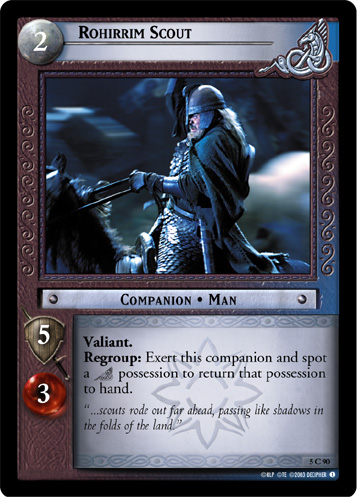 2
ROHIRRIM SCOUT
COMPANION • MAN
5
3
Valiant.
Regroup: Exert this companion and spot
a possession to return that possession
to hand.
“...scouts rode out far ahead, passing like shadows in
the folds of the land.”
5 C 90
©NLP ©TE ©2003 DECIPHER